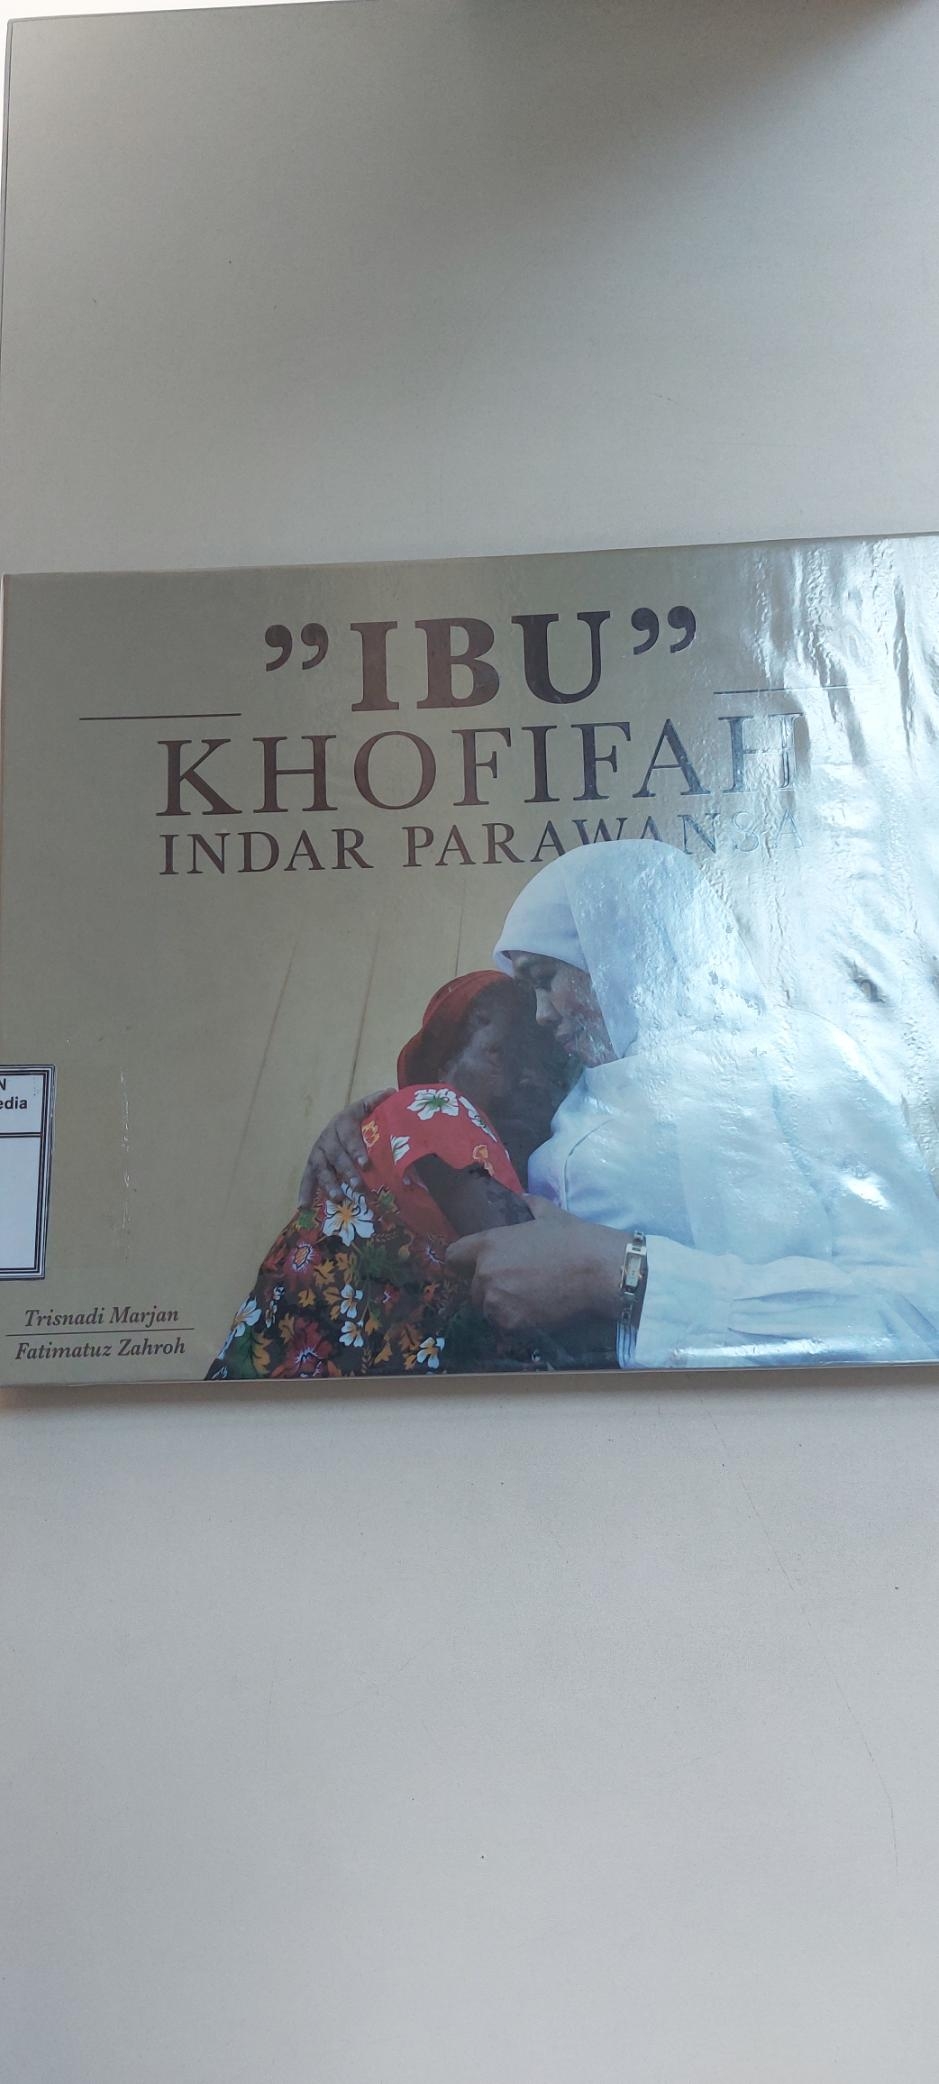 ”IBU”
KHOFIFAH
INDAR PARAWANSA
N
edia
Trisnadi Marjan
Fatimatuz Zahroh